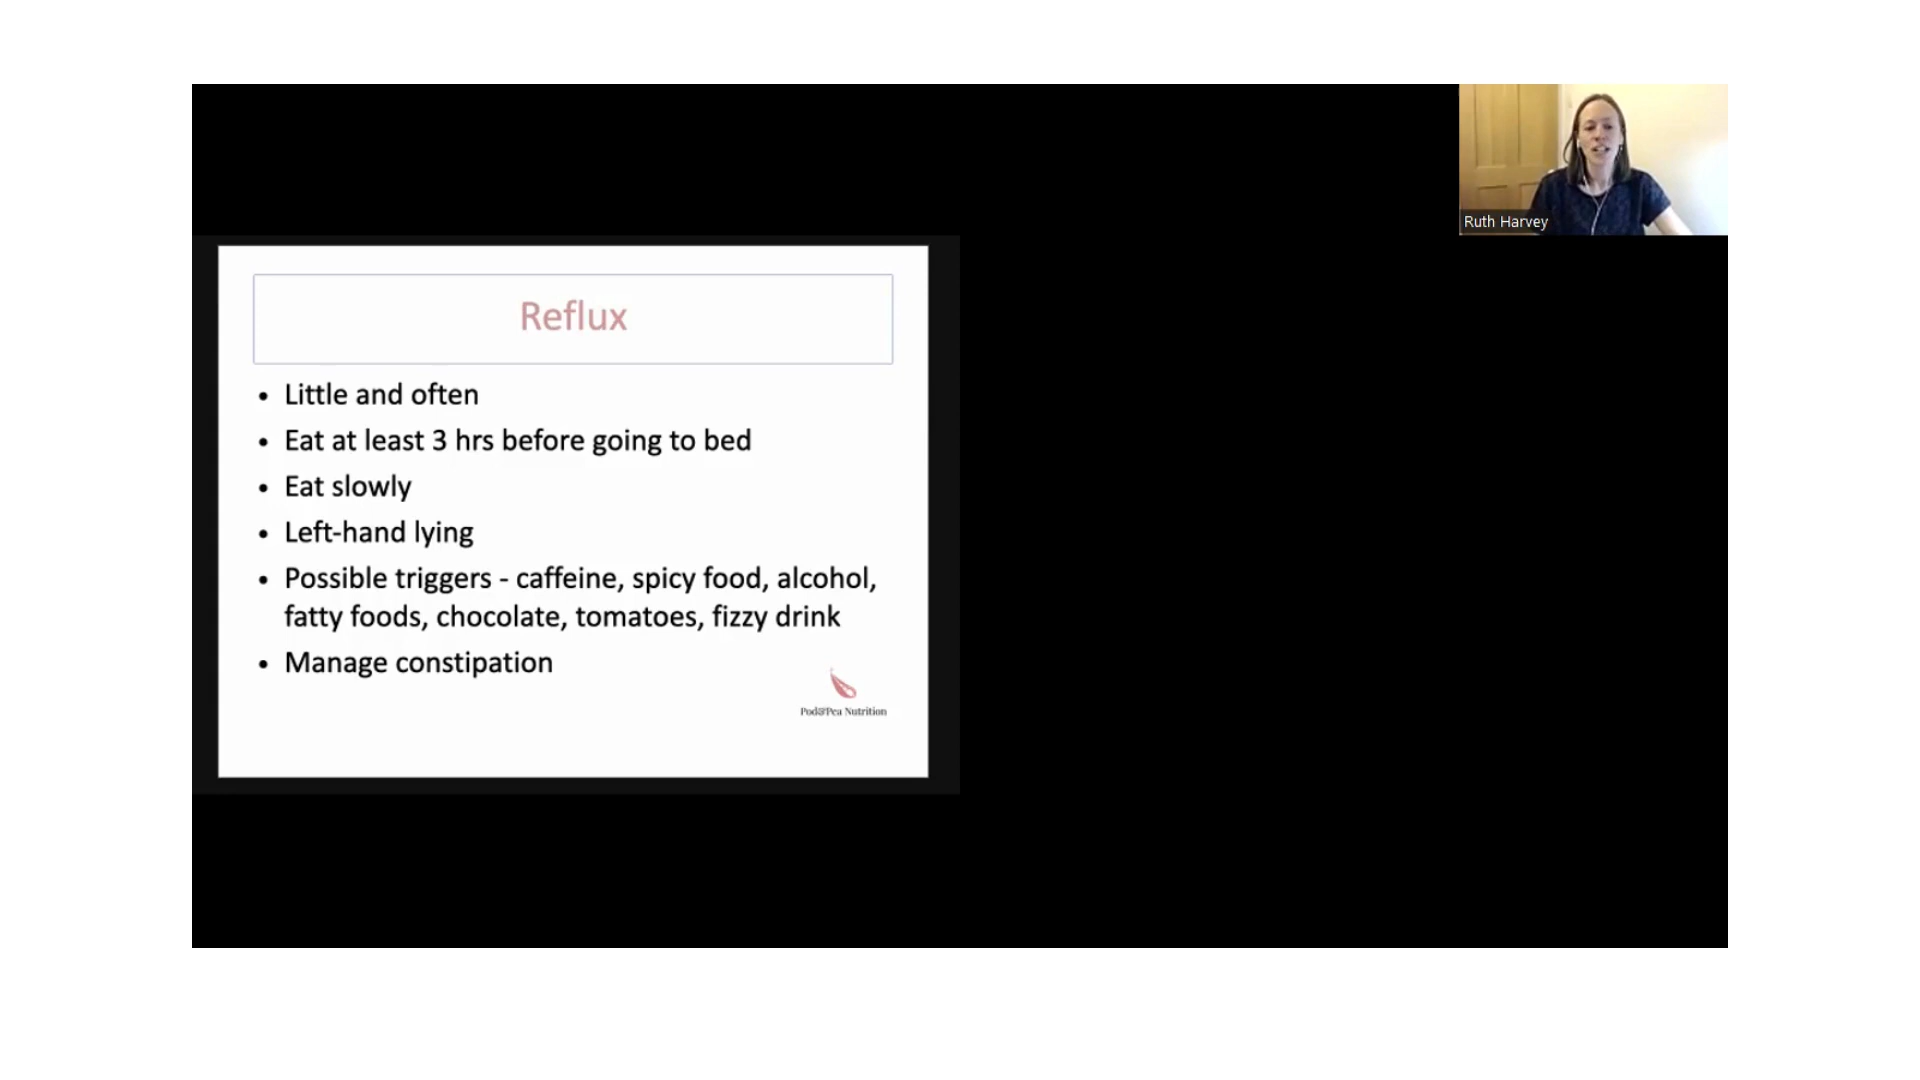 Ruth Harvey
Reflux
• Little and often
• Eat at least 3 hrs before going to bed
• Eat slowly
• Left-hand lying
• Possible triggers - caffeine, spicy food, alcohol,
fatty foods, chocolate, tomatoes, fizzy drink
• Manage constipation
Pod&Pea Nutrition